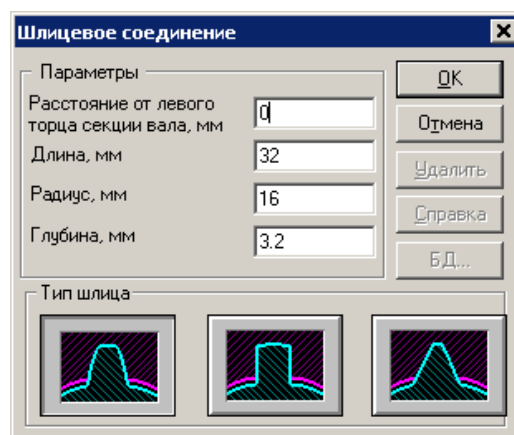 Шлицевое соединение
Параметры
Расстояние от левого
торца секции вала, мм
0
Длина, мм
32
Радиус, мм
16
Глубина, мм
3.2
OK
Отмена
Удалить
Справка
БД...
Тип шлица